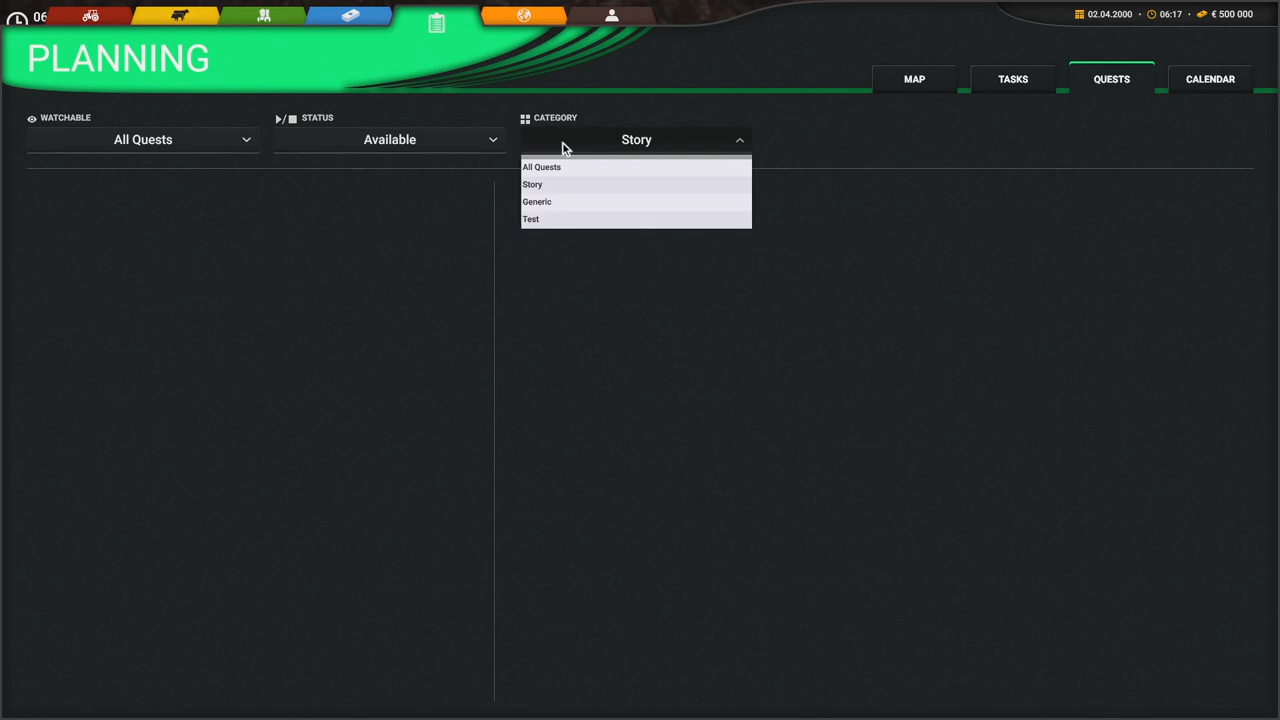 06
02.04.2000 · 06:17 · € 500 000
PLANNING
MAP
TASKS
QUESTS
CALENDAR
WATCHABLE
All Quests
STATUS
Available
CATEGORY
Story
All Quests
Story
Generic
Test